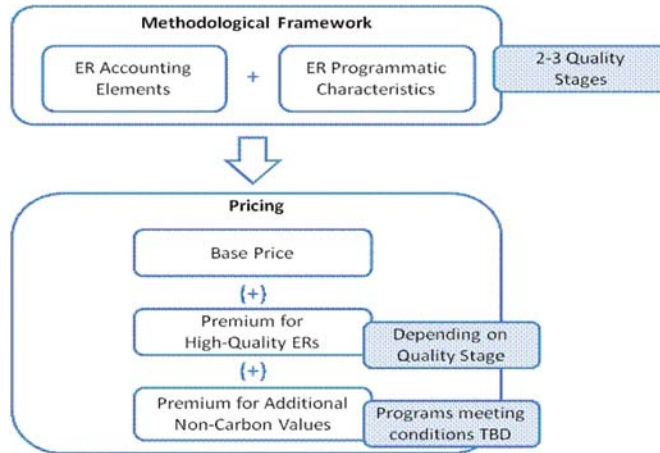 Methodological Framework
ER Accounting
Elements
+
ER Programmatic
Characteristics
2-3 Quality
Stages
Pricing
Base Price
(+)
Premium for
High-Quality ERs
Depending on
Quality Stage
(+)
Premium for Additional
Non-Carbon Values
Programs meeting
conditions TBD